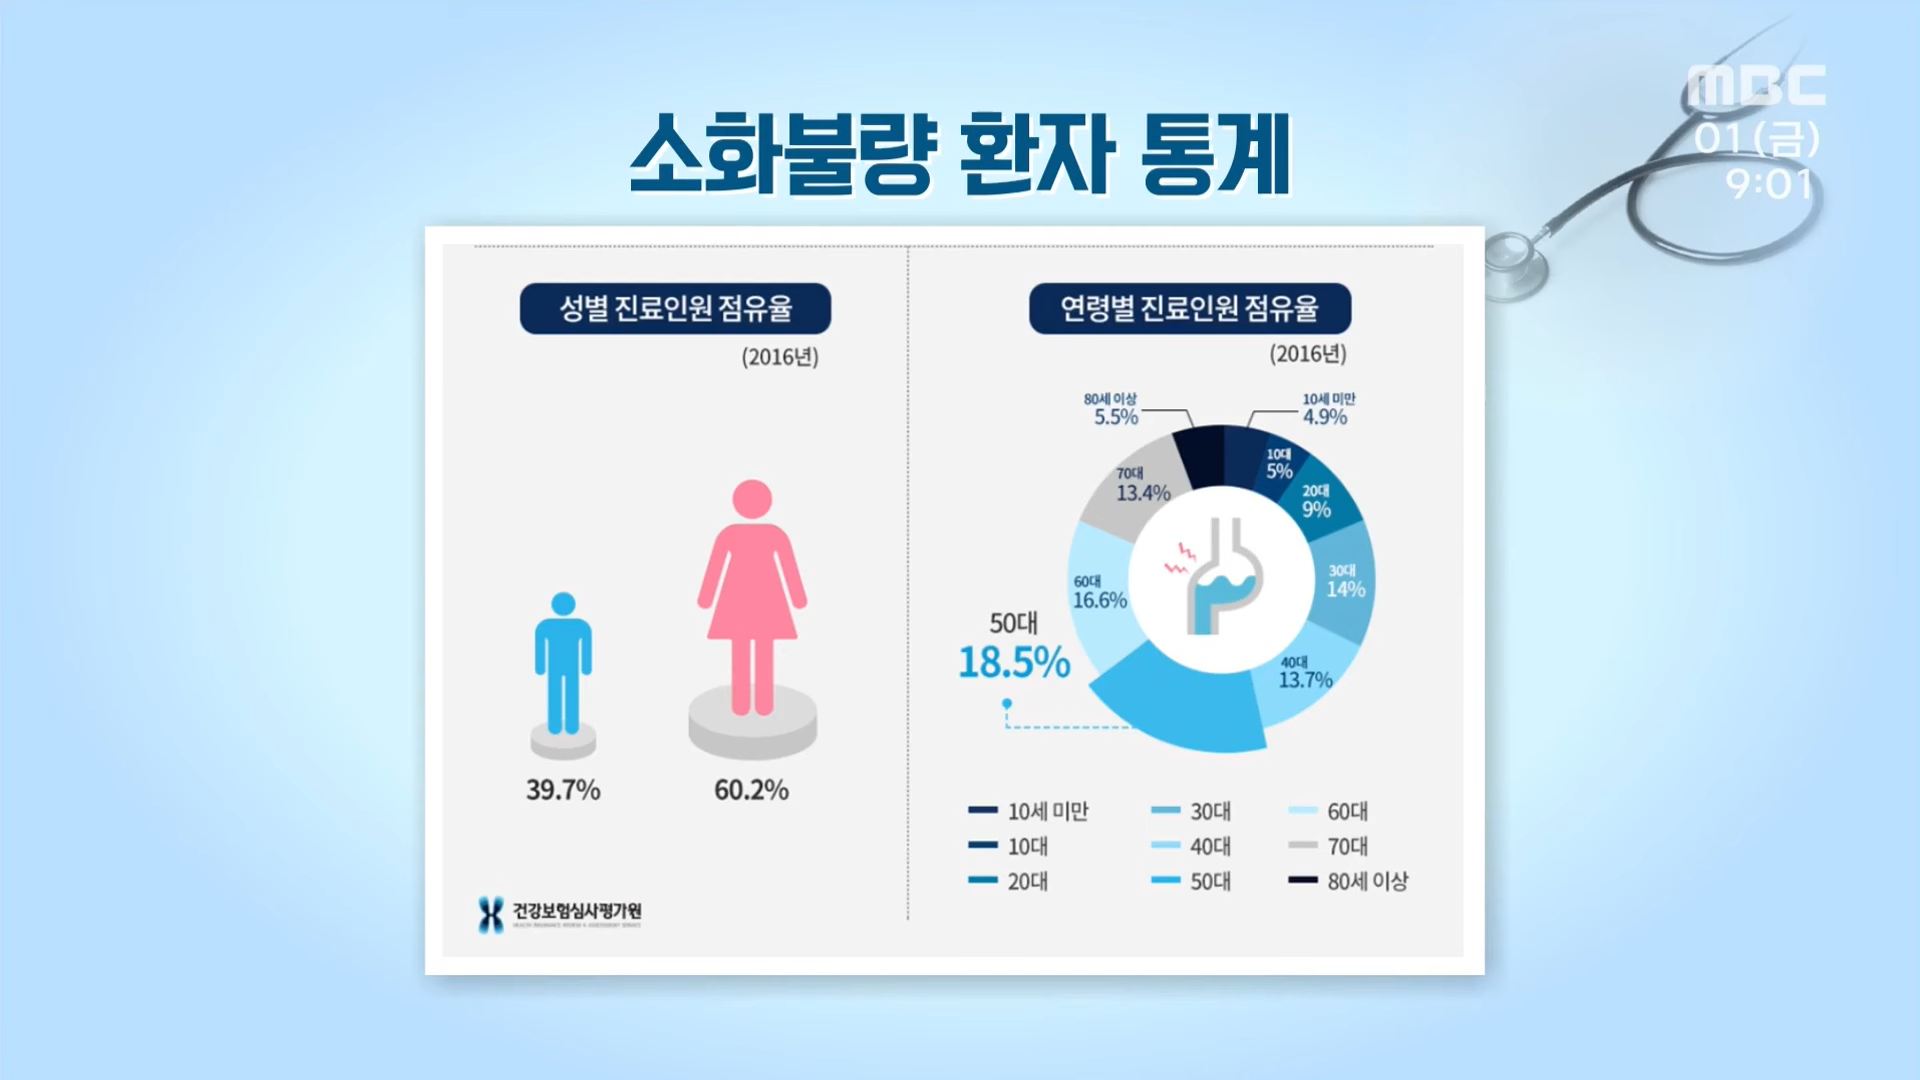 MBC
01(금)
9:01
소화불량 환자 통계
성별 진료인원 점유율
(2016년)
39.7%
60.2%
건강보험심사평가원
HEALTH INSURANCE REVIEW & ASSESSMENT SERVICE
연령별 진료인원 점유율
(2016년)
80세 이상
5.5%
10세 미만
4.9%
10대
5%
20대
9%
30대
14%
40대
13.7%
50대
18.5%
60대
16.6%
70대
13.4%
10세 미만
10대
20대
30대
40대
50대
60대
70대
80세 이상